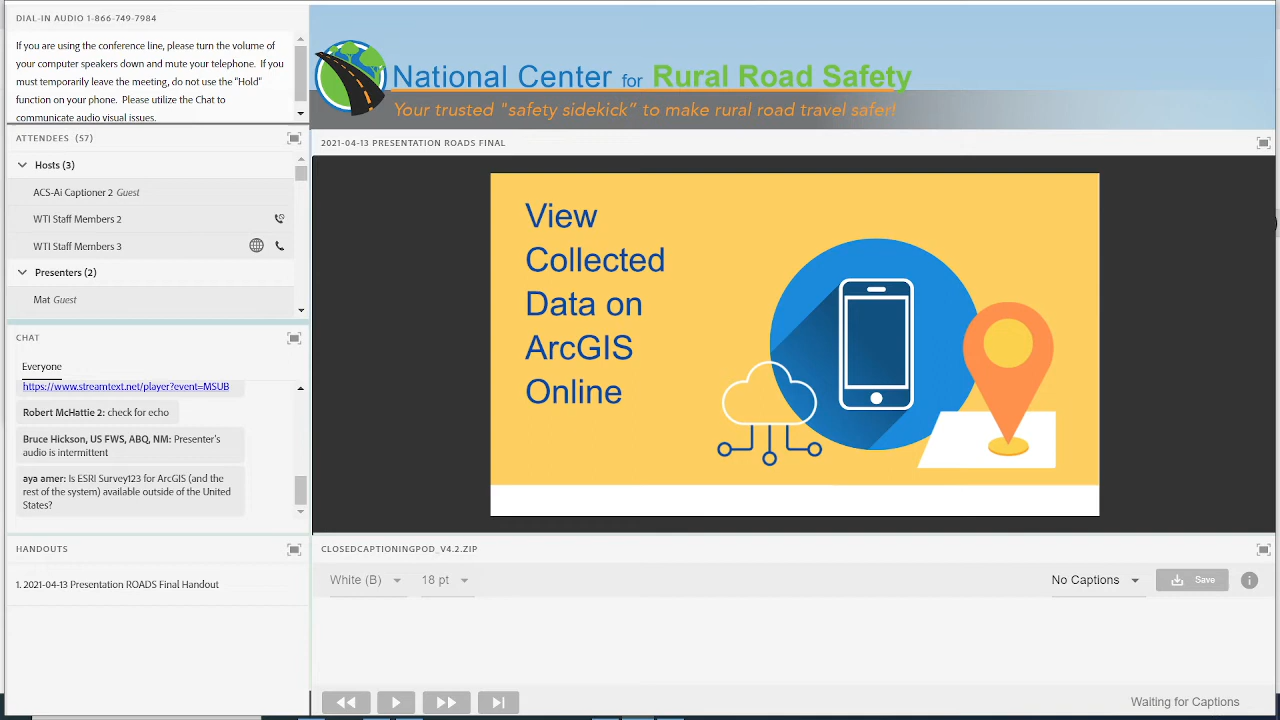 DIAL-IN AUDIO 1-866-749-7984
If you are using the conference line, please turn the volume of
your computer speakers down and mute your telephone. If you
must temporarily leave the meeting, do not use the "Hold"
function on your phone. Please utilize the Chat to
communicate audio visual issues.
ATTENDEES (57)
Hosts (3)
ACS-Ai Captioner 2 Guest
WTI Staff Members 2
WTI Staff Members 3
Presenters (2)
Mat Guest
CHAT
Everyone
https://www.streamtext.net/player?event=MSUB
Robert McHattie 2: check for echo
Bruce Hickson, US FWS, ABQ, NM: Presenter's
audio is intermittent
aya amer: Is ESRI Survey123 for ArcGIS (and the
rest of the system) available outside of the United
States?
HANDOUTS
1. 2021-04-13 Presentation ROADS Final Handout
National Center for Rural Road Safety
Your trusted "safety sidekick" to make rural road travel safer!
2021-04-13 PRESENTATION ROADS FINAL
View
Collected
Data on
ArcGIS
Online
CLOSEDCAPTIONINGPOD_V4.2.ZIP
White (B)
18 pt
No Captions
Save
Waiting for Captions